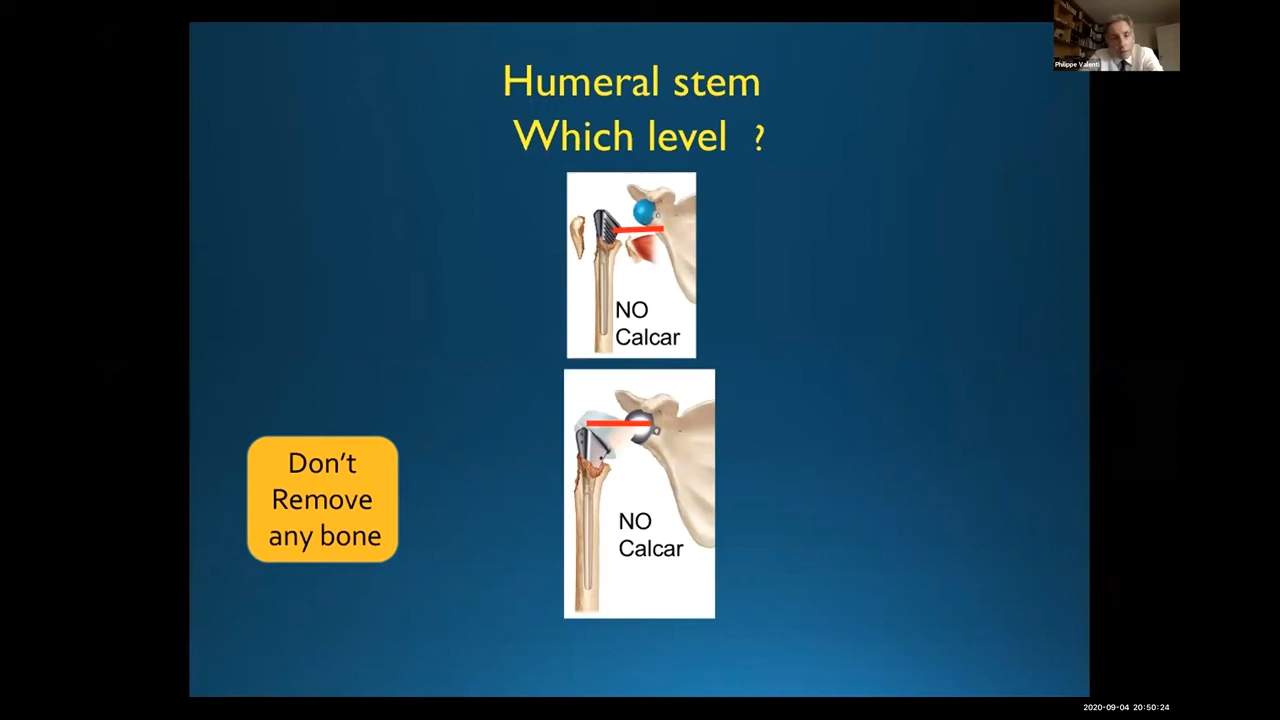 Philippe Valenti
Humeral stem
Which level ?
NO
Calcar
Don't
Remove
any bone
NO
Calcar
2020-09-04 20:50:24